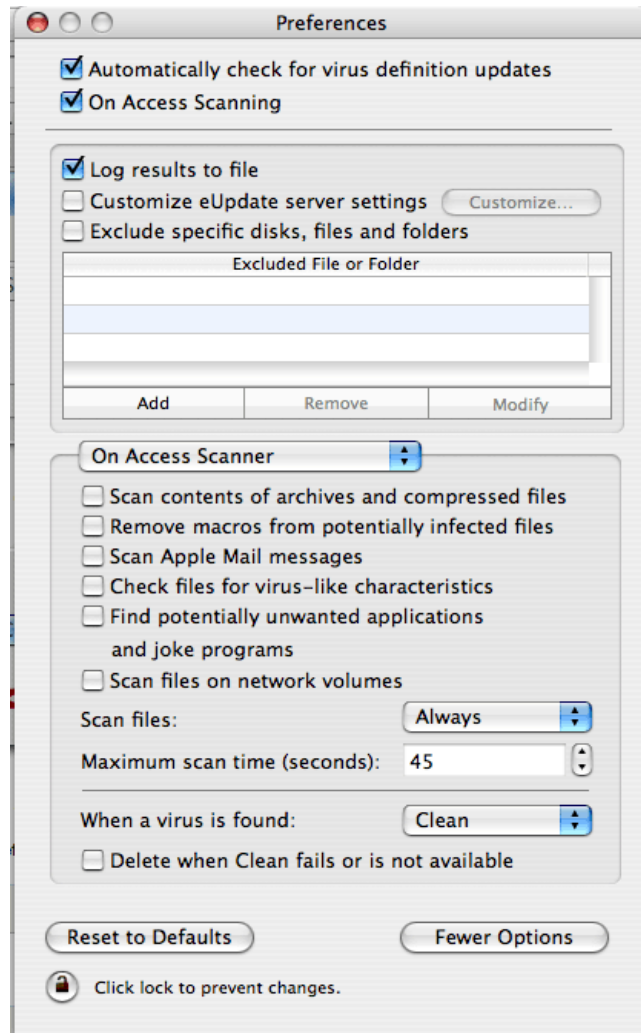 Preferences
Automatically check for virus definition updates
On Access Scanning
Log results to file
Customize eUpdate server settings Customize...
Exclude specific disks, files and folders
Excluded File or Folder
Add Remove Modify
On Access Scanner
Scan contents of archives and compressed files
Remove macros from potentially infected files
Scan Apple Mail messages
Check files for virus-like characteristics
Find potentially unwanted applications
and joke programs
Scan files on network volumes
Scan files: Always
Maximum scan time (seconds): 45
When a virus is found: Clean
Delete when Clean fails or is not available
Reset to Defaults Fewer Options
Click lock to prevent changes.